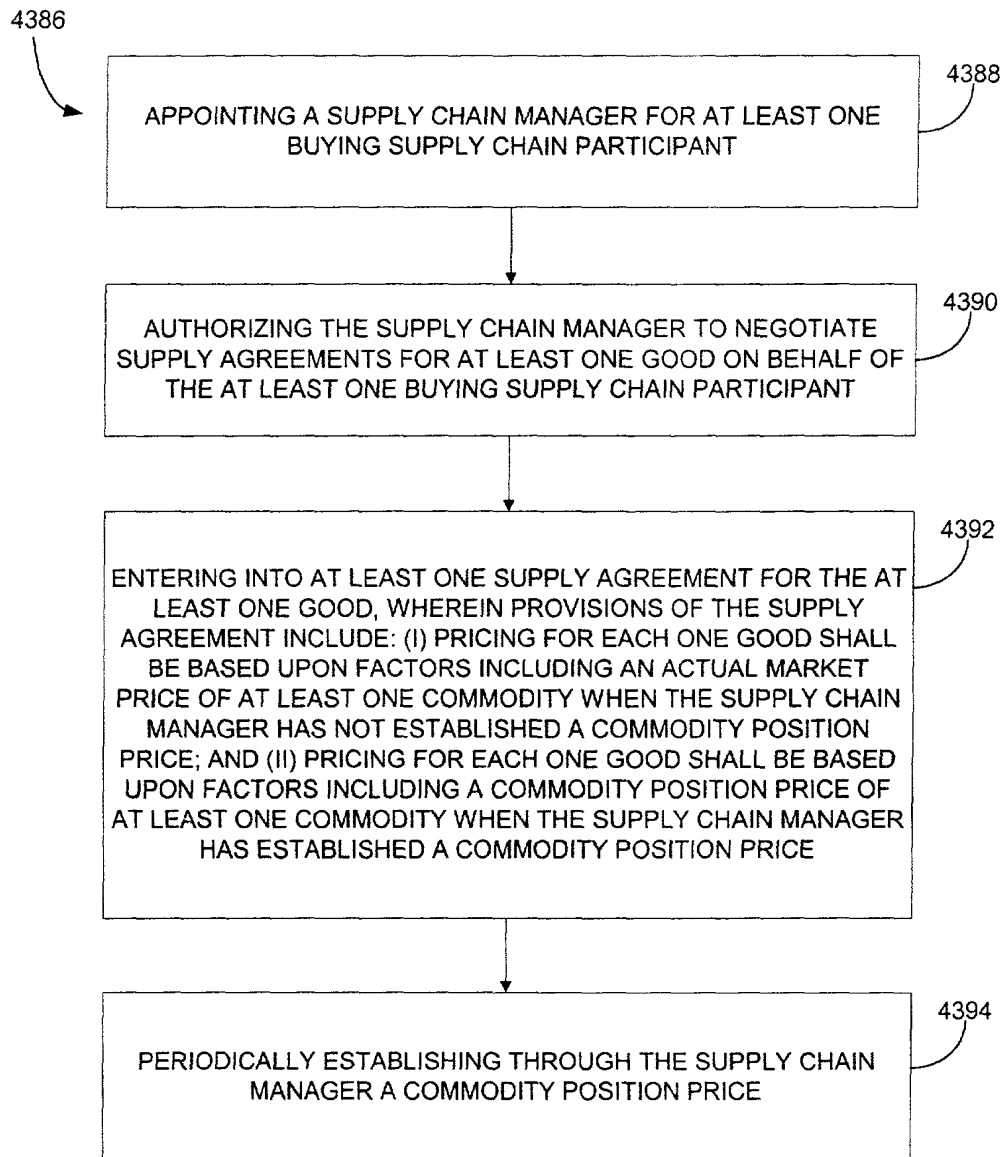 4386
4388
APPOINTING A SUPPLY CHAIN MANAGER FOR AT LEAST ONE
BUYING SUPPLY CHAIN PARTICIPANT
4390
AUTHORIZING THE SUPPLY CHAIN MANAGER TO NEGOTIATE
SUPPLY AGREEMENTS FOR AT LEAST ONE GOOD ON BEHALF OF
THE AT LEAST ONE BUYING SUPPLY CHAIN PARTICIPANT
4392
ENTERING INTO AT LEAST ONE SUPPLY AGREEMENT FOR THE AT
LEAST ONE GOOD, WHEREIN PROVISIONS OF THE SUPPLY
AGREEMENT INCLUDE: (I) PRICING FOR EACH ONE GOOD SHALL
BE BASED UPON FACTORS INCLUDING AN ACTUAL MARKET
PRICE OF AT LEAST ONE COMMODITY WHEN THE SUPPLY CHAIN
MANAGER HAS NOT ESTABLISHED A COMMODITY POSITION
PRICE; AND (II) PRICING FOR EACH ONE GOOD SHALL BE BASED
UPON FACTORS INCLUDING A COMMODITY POSITION PRICE OF
AT LEAST ONE COMMODITY WHEN THE SUPPLY CHAIN MANAGER
HAS ESTABLISHED A COMMODITY POSITION PRICE
4394
PERIODICALLY ESTABLISHING THROUGH THE SUPPLY CHAIN
MANAGER A COMMODITY POSITION PRICE